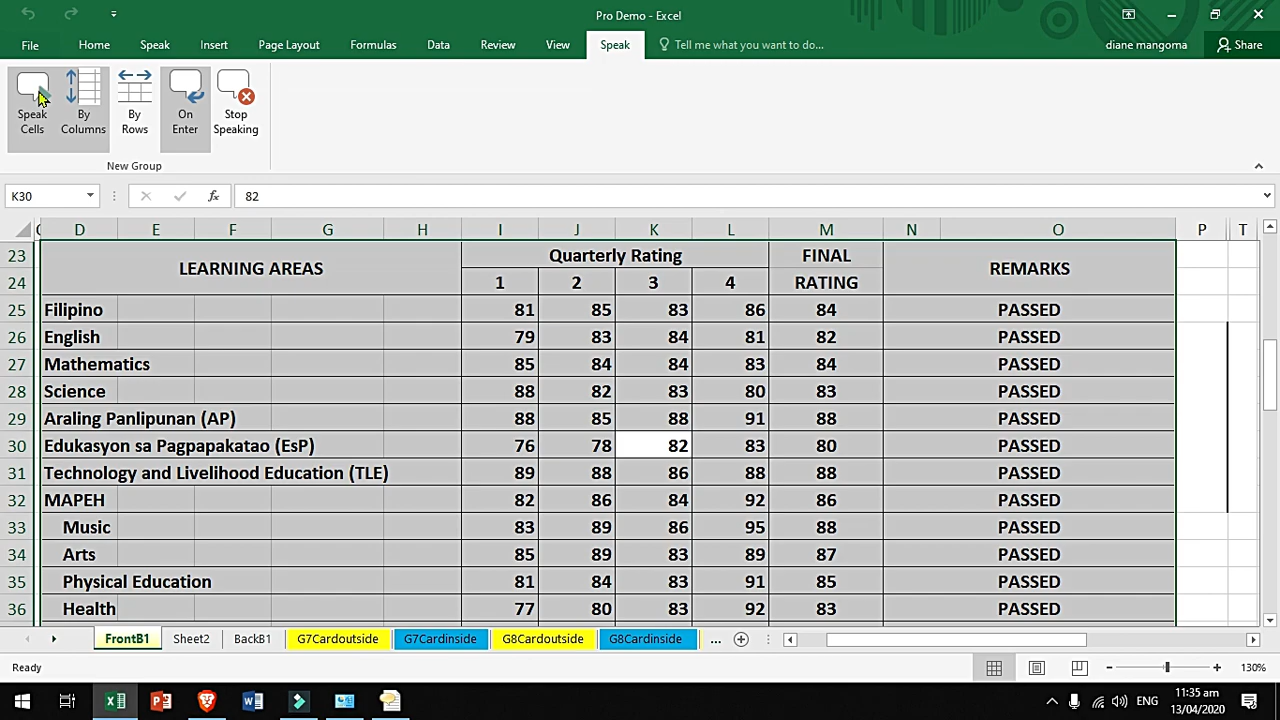 Pro Demo - Excel
File Home Speak Insert Page Layout Formulas Data Review View Speak Tell me what you want to do... diane mangoma Share
Speak Cells By Columns By Rows On Enter Stop Speaking
New Group
K30 fx 82
D E F G H I J K L M N O P T
23 LEARNING AREAS Quarterly Rating FINAL REMARKS
24 1 2 3 4 RATING
25 Filipino 81 85 83 86 84 PASSED
26 English 79 83 84 81 82 PASSED
27 Mathematics 85 84 84 83 84 PASSED
28 Science 88 82 83 80 83 PASSED
29 Araling Panlipunan (AP) 88 85 88 91 88 PASSED
30 Edukasyon sa Pagpapakatao (EsP) 76 78 82 83 80 PASSED
31 Technology and Livelihood Education (TLE) 89 88 86 88 88 PASSED
32 MAPEH 82 86 84 92 86 PASSED
33 Music 83 89 86 95 88 PASSED
34 Arts 85 89 83 89 87 PASSED
35 Physical Education 81 84 83 91 85 PASSED
36 Health 77 80 83 92 83 PASSED
FrontB1 Sheet2 BackB1 G7Cardoutside G7Cardinside G8Cardoutside G8Cardinside ...
Ready 130%
ENG 11:35 am
13/04/2020